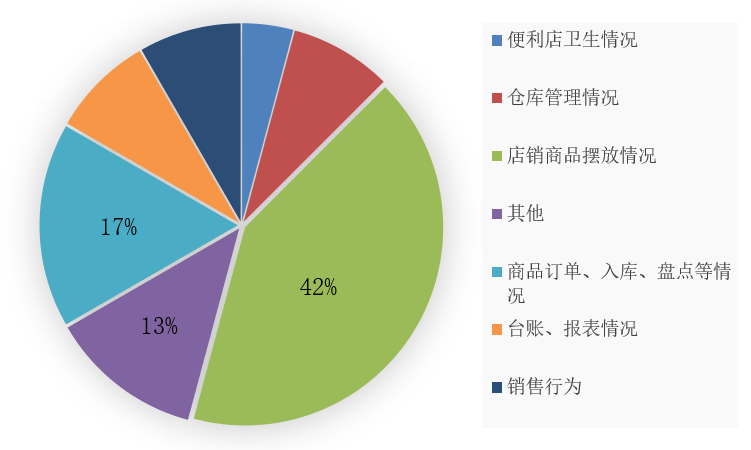 便利店卫生情况
仓库管理情况
店销商品摆放情况
其他
商品订单、入库、盘点等情
况
台账、报表情况
销售行为
17%
42%
13%